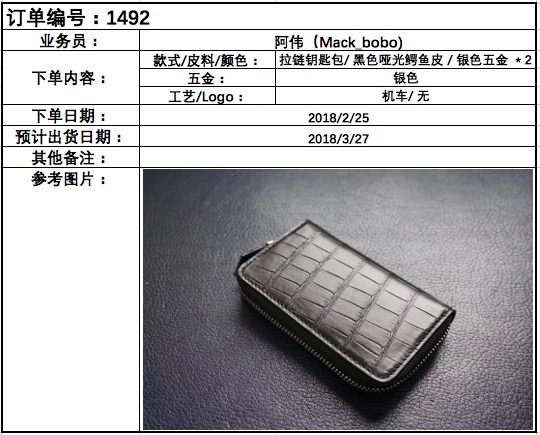 订单编号：1492
业务员： 阿伟（Mack_bobo)
下单内容： 款式/皮料/颜色： 拉链钥匙包/ 黑色哑光鳄鱼皮 / 银色五金 ＊2
五金： 银色
工艺/Logo： 机车/ 无
下单日期： 2018/2/25
预计出货日期： 2018/3/27
其他备注：
参考图片：